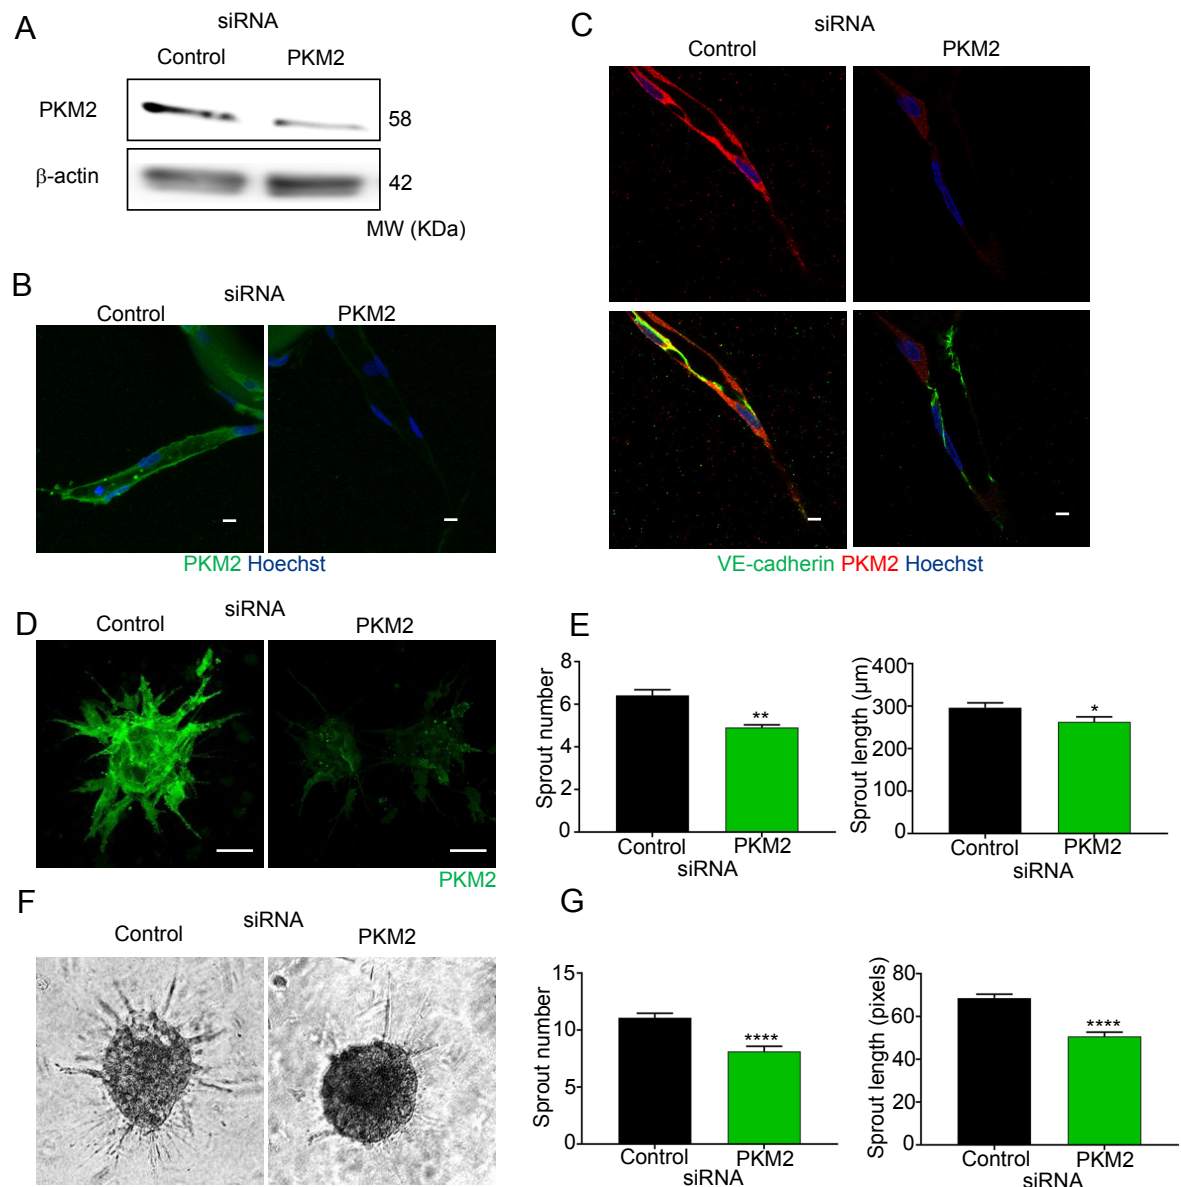 A
siRNA
Control PKM2
PKM2
58
β-actin
42
MW (KDa)
B
siRNA
Control PKM2
PKM2 Hoechst
C
siRNA
Control PKM2
VE-cadherin PKM2 Hoechst
D
siRNA
Control PKM2
PKM2
E
Sprout number
8
6
4
2
0
**
Control PKM2
siRNA
Sprout length (µm)
400
300
200
100
0
*
Control PKM2
siRNA
F
siRNA
Control PKM2
G
Sprout number
15
10
5
0
****
Control PKM2
siRNA
Sprout length (pixels)
80
60
40
20
0
****
Control PKM2
siRNA